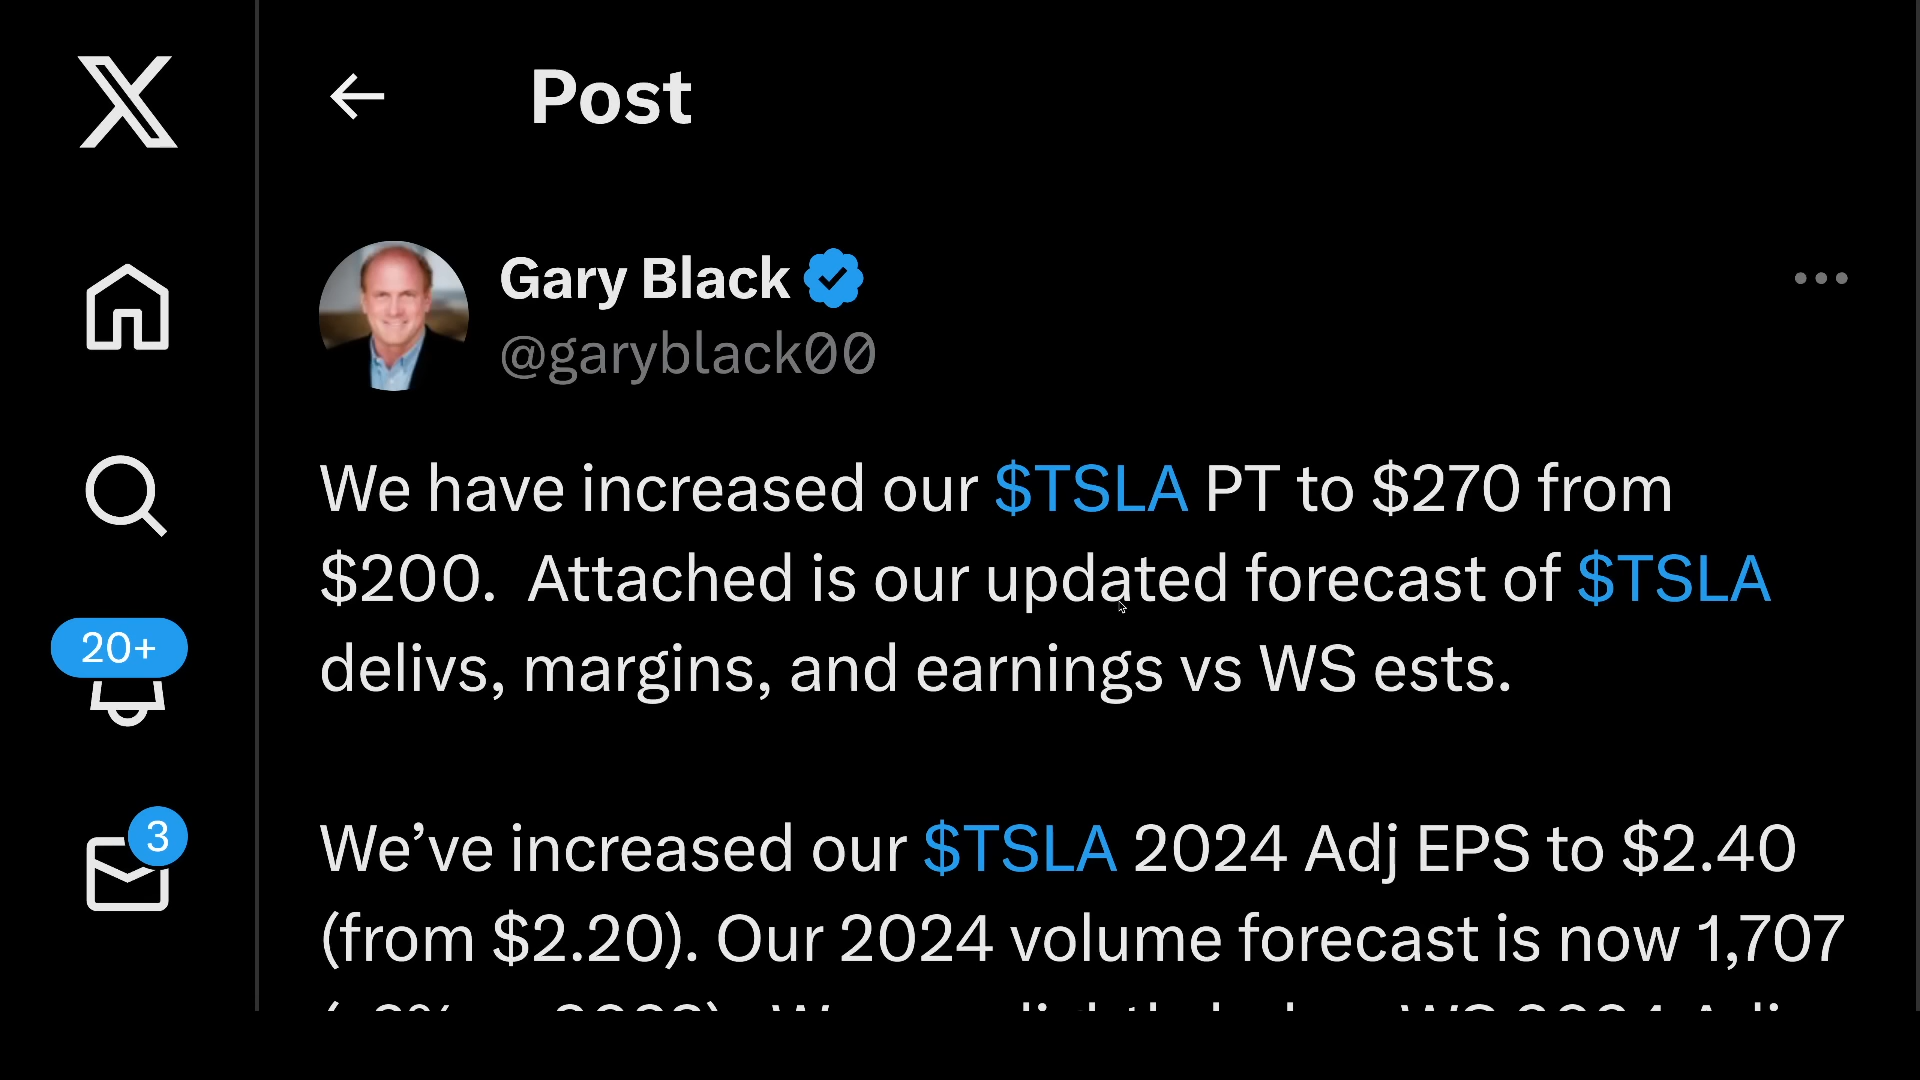 Post
Gary Black
@garyblack00
We have increased our $TSLA PT to $270 from
$200. Attached is our updated forecast of $TSLA
delivs, margins, and earnings vs WS ests.
We’ve increased our $TSLA 2024 Adj EPS to $2.40
(from $2.20). Our 2024 volume forecast is now 1,707
20+
3